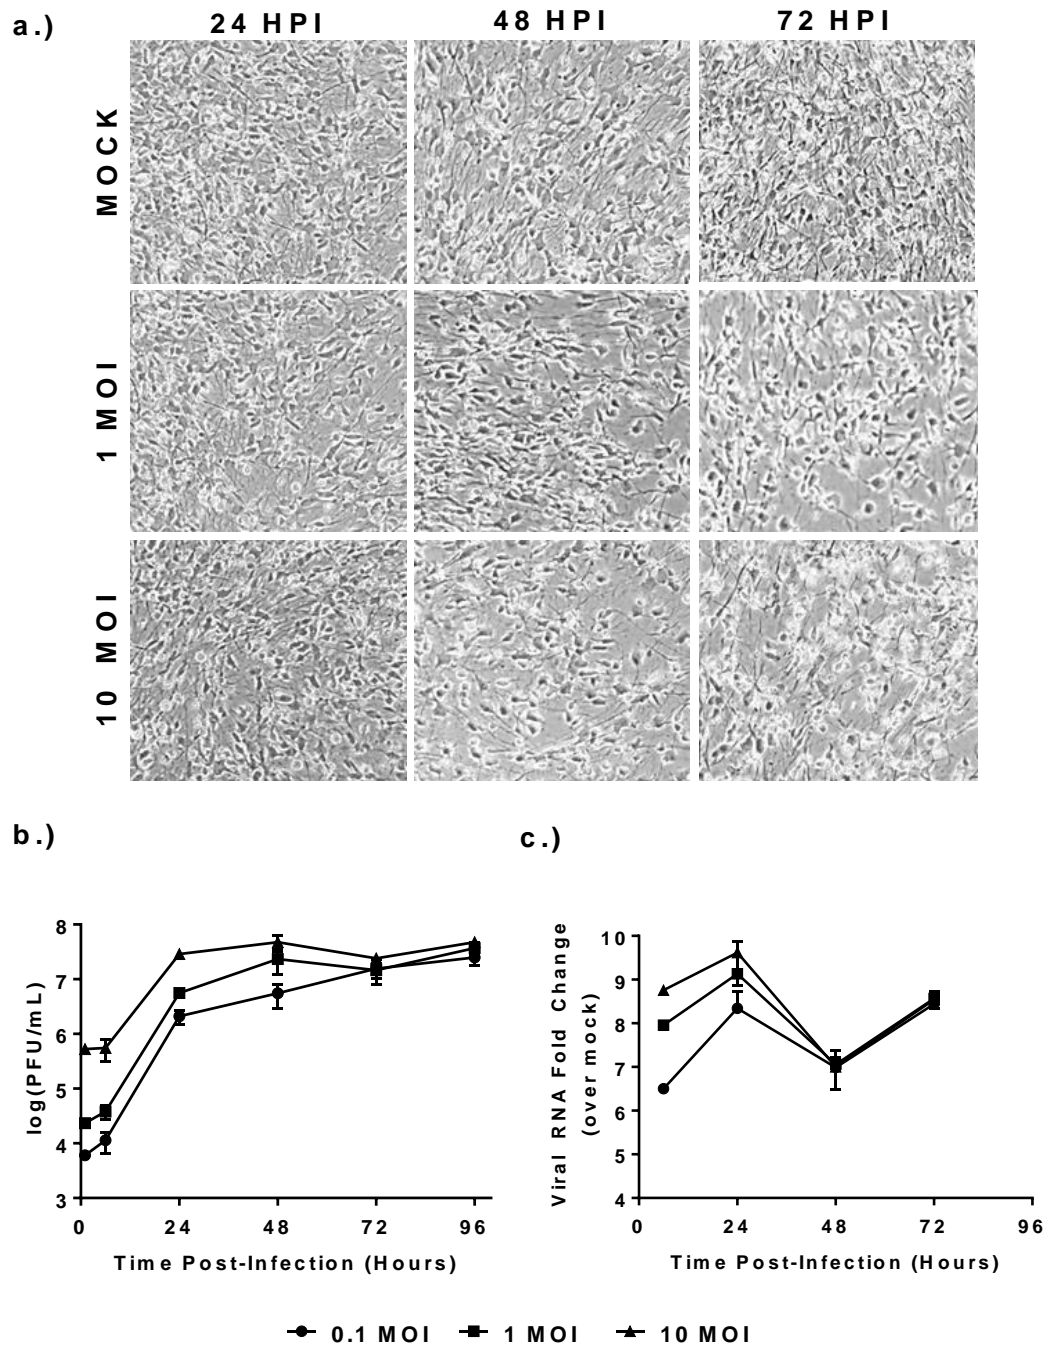 a.)
24 HPI 48 HPI 72 HPI
MOCK
1 MOI
10 MOI
b.)
c.)
log(PFU/mL)
8
7
6
5
4
3
0 24 48 72 96
Time Post-Infection (Hours)
Viral RNA Fold Change
(over mock)
10
9
8
7
6
5
4
0 24 48 72 96
Time Post-Infection (Hours)
0.1 MOI 1 MOI 10 MOI